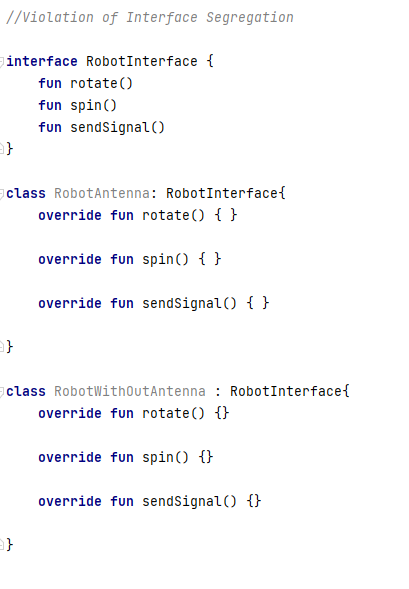 //Violation of Interface Segregation
interface RobotInterface {
fun rotate()
fun spin()
fun sendSignal()
}
class RobotAntenna: RobotInterface{
override fun rotate() { }
override fun spin() { }
override fun sendSignal() { }
}
class RobotWithOutAntenna : RobotInterface{
override fun rotate() {}
override fun spin() {}
override fun sendSignal() {}
}